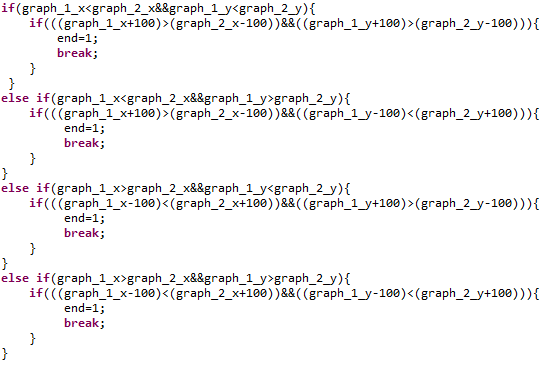 if(graph_1_x<graph_2_x&&graph_1_y<graph_2_y){
    if(((graph_1_x+100)>(graph_2_x-100))&&((graph_1_y+100)>(graph_2_y-100))){
        end=1;
        break;
    }
 }
else if(graph_1_x<graph_2_x&&graph_1_y>graph_2_y){
    if(((graph_1_x+100)>(graph_2_x-100))&&((graph_1_y-100)<(graph_2_y+100))){
         end=1;
         break;
    }
}
else if(graph_1_x>graph_2_x&&graph_1_y<graph_2_y){
    if(((graph_1_x-100)<(graph_2_x+100))&&((graph_1_y+100)>(graph_2_y-100))){
         end=1;
         break;
    }
}
else if(graph_1_x>graph_2_x&&graph_1_y>graph_2_y){
    if(((graph_1_x-100)<(graph_2_x+100))&&((graph_1_y-100)<(graph_2_y+100))){
         end=1;
         break;
    }
}